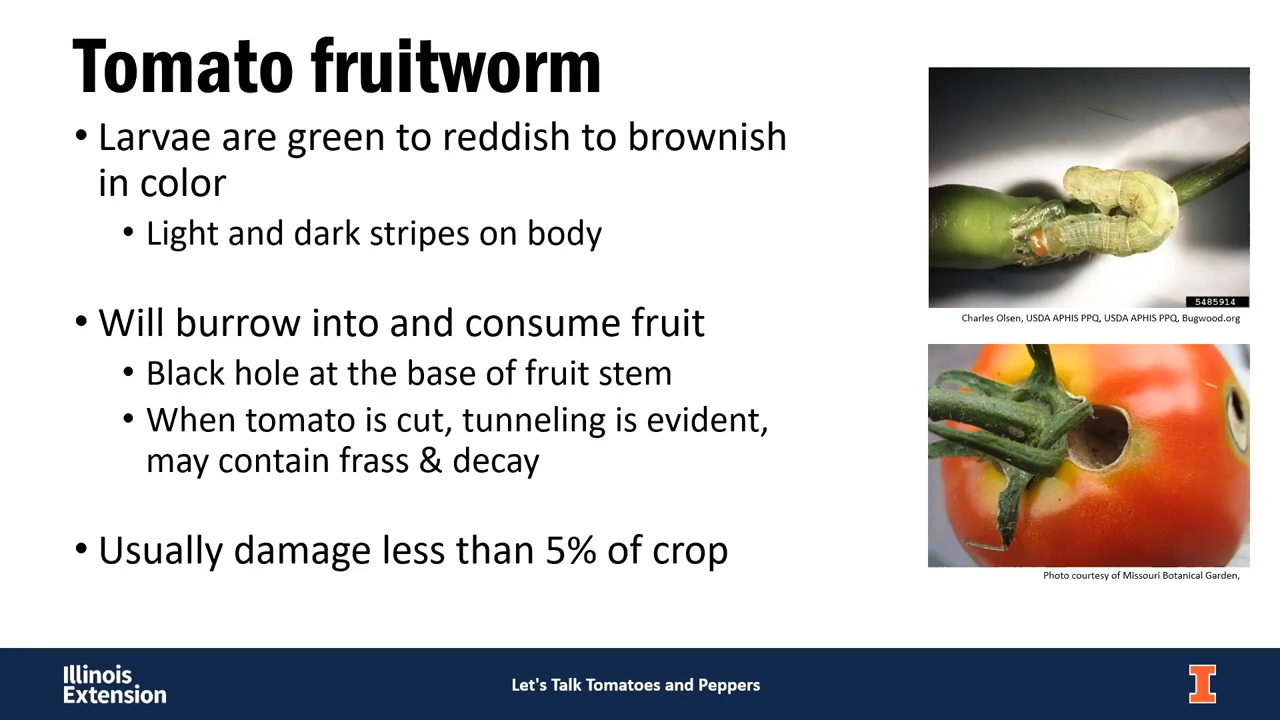 Tomato fruitworm
• Larvae are green to reddish to brownish
in color
• Light and dark stripes on body
• Will burrow into and consume fruit
• Black hole at the base of fruit stem
• When tomato is cut, tunneling is evident,
may contain frass & decay
• Usually damage less than 5% of crop
5485914
Charles Olsen, USDA APHIS PPQ, USDA APHIS PPQ, Bugwood.org
Photo courtesy of Missouri Botanical Garden,
Illinois
Extension
Let's Talk Tomatoes and Peppers
I